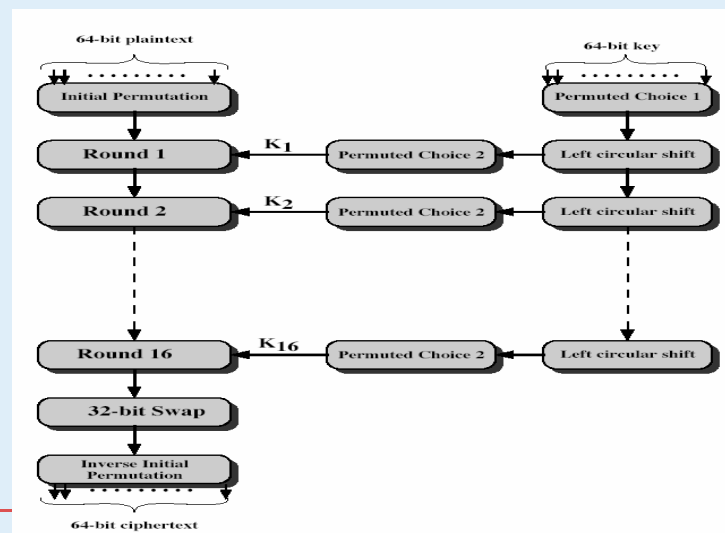 64-bit plaintext
64-bit key
Initial Permutation
Permuted Choice 1
Round 1
K1
Permuted Choice 2
Left circular shift
Round 2
K2
Permuted Choice 2
Left circular shift
Round 16
K16
Permuted Choice 2
Left circular shift
32-bit Swap
Inverse Initial
Permutation
64-bit ciphertext